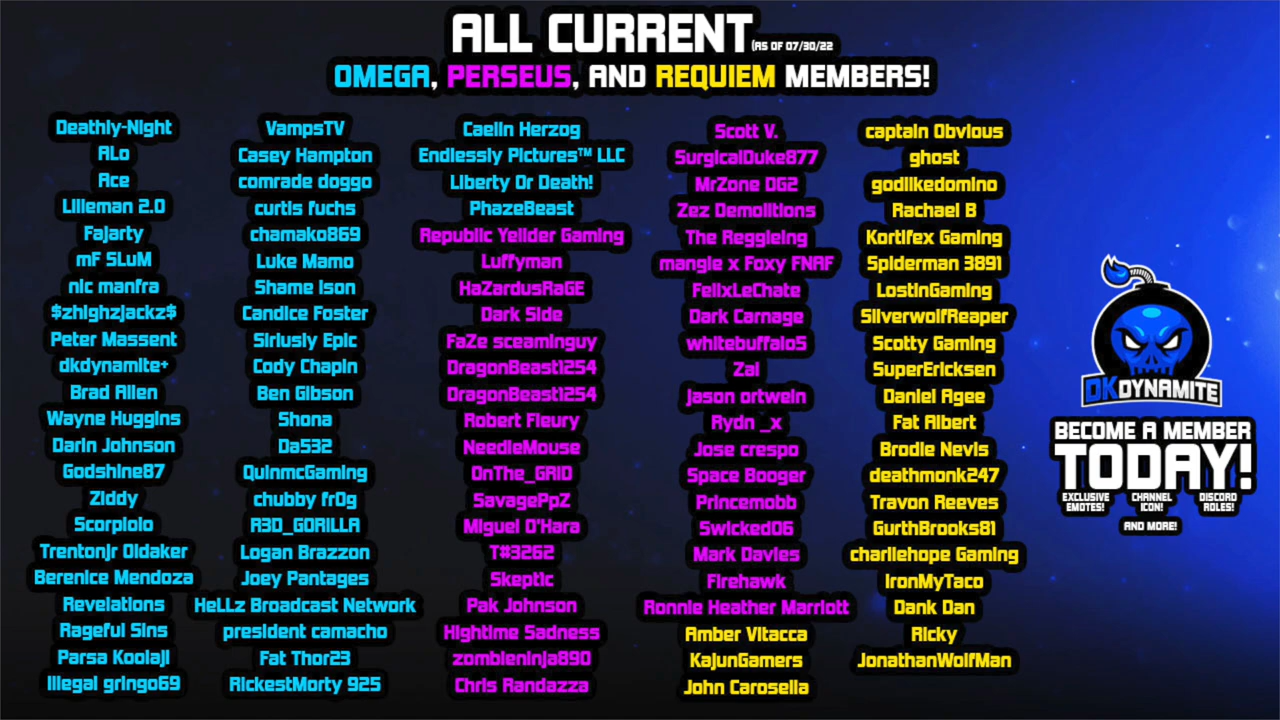 ALL CURRENT (AS OF 07/30/22
OMEGA, PERSEUS, AND REQUIEM MEMBERS!
Deathly-Night
ALo
Ace
Lilleman 2.0
Fajarty
mF SLuM
nic manfra
$zhighzjackz$
Peter Massent
dkdynamite+
Brad Allen
Wayne Huggins
Darin Johnson
Godshine87
Ziddy
Scorpiolo
Trentonjr Oldaker
Berenice Mendoza
Revelations
Rageful Sins
Parsa Koolaji
illegal gringo69
VampsTV
Casey Hampton
comrade doggo
curtis fuchs
chamako869
Luke Mamo
Shame Ison
Candice Foster
Siriusly Epic
Cody Chapin
Ben Gibson
Shona
Da532
QuinmcGaming
chubby fr0g
R3D_GORILLA
Logan Brazzon
Joey Pantages
HeLLz Broadcast Network
president camacho
Fat Thor23
RickestMorty 925
Caelin Herzog
Endlessly Pictures™ LLC
Liberty Or Death!
PhazeBeast
Republic Yellder Gaming
Luffyman
HaZardusRaGE
Dark Side
FaZe sceaminguy
DragonBeast1254
DragonBeast1254
Robert Fleury
NeedleMouse
OnThe_GRID
SavagePpZ
Miguel O'Hara
T#3262
Skeptic
Pak Johnson
Hightime Sadness
zombieninja890
Chris Randazza
Scott V.
SurgicalDuke877
MrZone DG2
Zez Demolitions
The Reggieing
mangle x Foxy FNAF
FelixLeChate
Dark Carnage
whitebuffalo5
Zai
jason ortwein
Rydn _x
Jose crespo
Space Booger
Princemobb
Swicked06
Mark Davies
Firehawk
Ronnie Heather Marriott
Amber Vitacca
KajunGamers
John Carosella
captain Obvious
ghost
godlikedomino
Rachael B
Kortifex Gaming
Spiderman 3891
LostInGaming
SilverwolfReaper
Scotty Gaming
SuperEricksen
Daniel Agee
Fat Albert
Brodie Nevis
deathmonk247
Travon Reeves
GurthBrooks81
charliehope Gaming
IronMyTaco
Dank Dan
Ricky
JonathanWolfMan
DKDYNAMITE
BECOME A MEMBER
TODAY!
EXCLUSIVE EMOTES!
CHANNEL ICON!
DISCORD ROLES!
AND MORE!